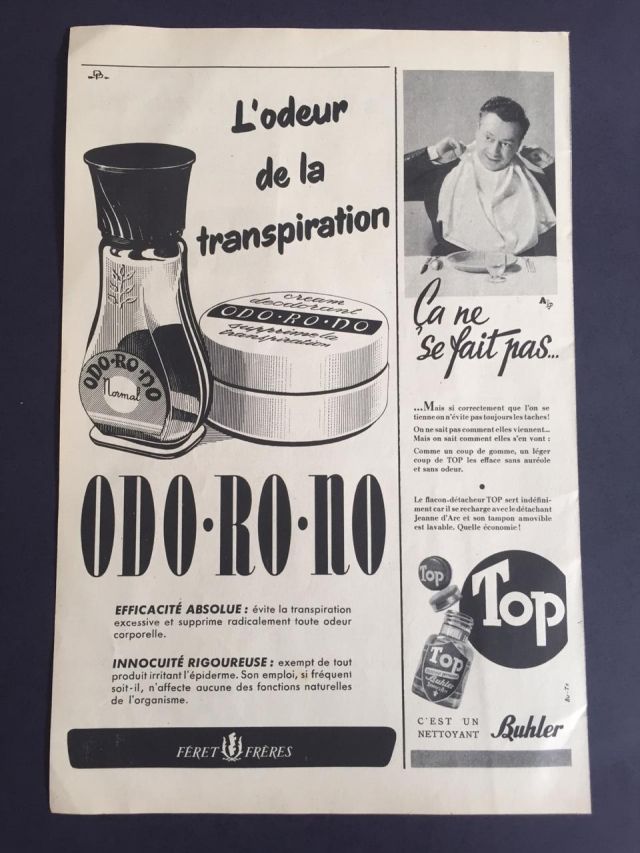 L'odeur
de la
transpiration
cream
deodorant
ODO·RO·NO
supprime la
transpiration
ODO·RO·NO
Normal
ODO·RO·NO
EFFICACITÉ ABSOLUE : évite la transpiration
excessive et supprime radicalement toute odeur
corporelle.
INNOCUITÉ RIGOUREUSE : exempt de tout
produit irritant l'épiderme. Son emploi, si fréquent
soit-il, n'affecte aucune des fonctions naturelles
de l'organisme.
FÉRET FRÈRES
Ça ne
se fait pas...
...Mais si correctement que l'on se
tienne on n'évite pas toujours les taches!
On ne sait pas comment elles viennent...
Mais on sait comment elles s'en vont :
Comme un coup de gomme, un léger
coup de TOP les efface sans auréole
et sans odeur.
Le flacon-détacheur TOP sert indéfini-
ment car il se recharge avec le détachant
Jeanne d'Arc et son tampon amovible
est lavable. Quelle économie!
Top
Top
Top
Buhler
C'EST UN
NETTOYANT Buhler